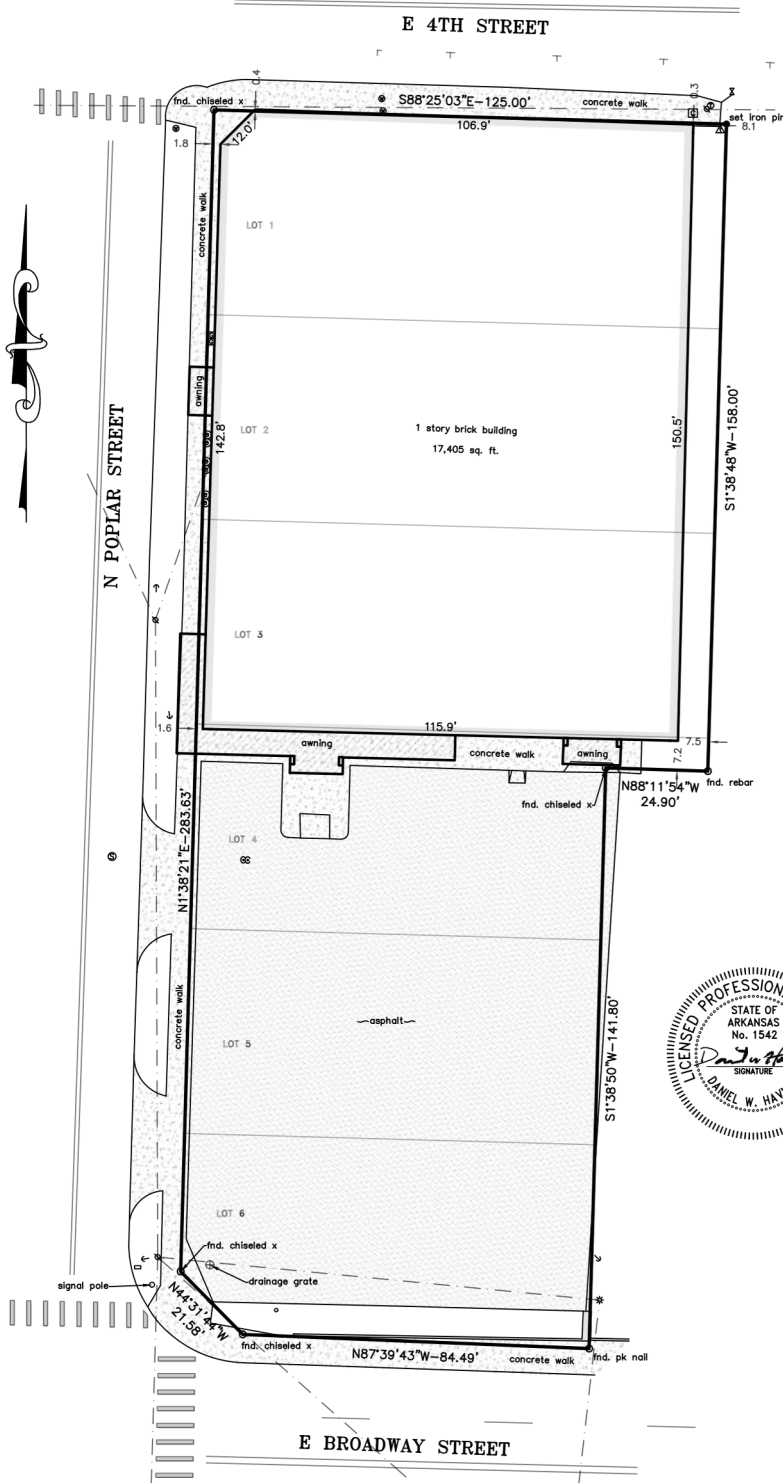 E 4TH STREET
fnd. chiseled x
0.4
S88°25'03"E-125.00'
concrete walk
0.3
set iron pin
8.1
106.9'
12.0'
1.8
concrete walk
LOT 1
awning
142.8'
LOT 2
1 story brick building
17,405 sq. ft.
150.5'
S1°38'48"W-158.00'
N POPLAR STREET
LOT 3
1.6
115.9'
7.5
awning
concrete walk
awning
7.2
fnd. rebar
N88°11'54"W
24.90'
fnd. chiseled x
N1°38'21"E-283.63'
LOT 4
concrete walk
asphalt
LOT 5
S1°38'50"W-141.80'
LICENSED PROFESSIONA
STATE OF
ARKANSAS
No. 1542
SIGNATURE
DANIEL W. HAV
LOT 6
fnd. chiseled x
drainage grate
signal pole
N44°31'44"W
21.58'
fnd. chiseled x
N87°39'43"W-84.49'
concrete walk
fnd. pk nail
E BROADWAY STREET